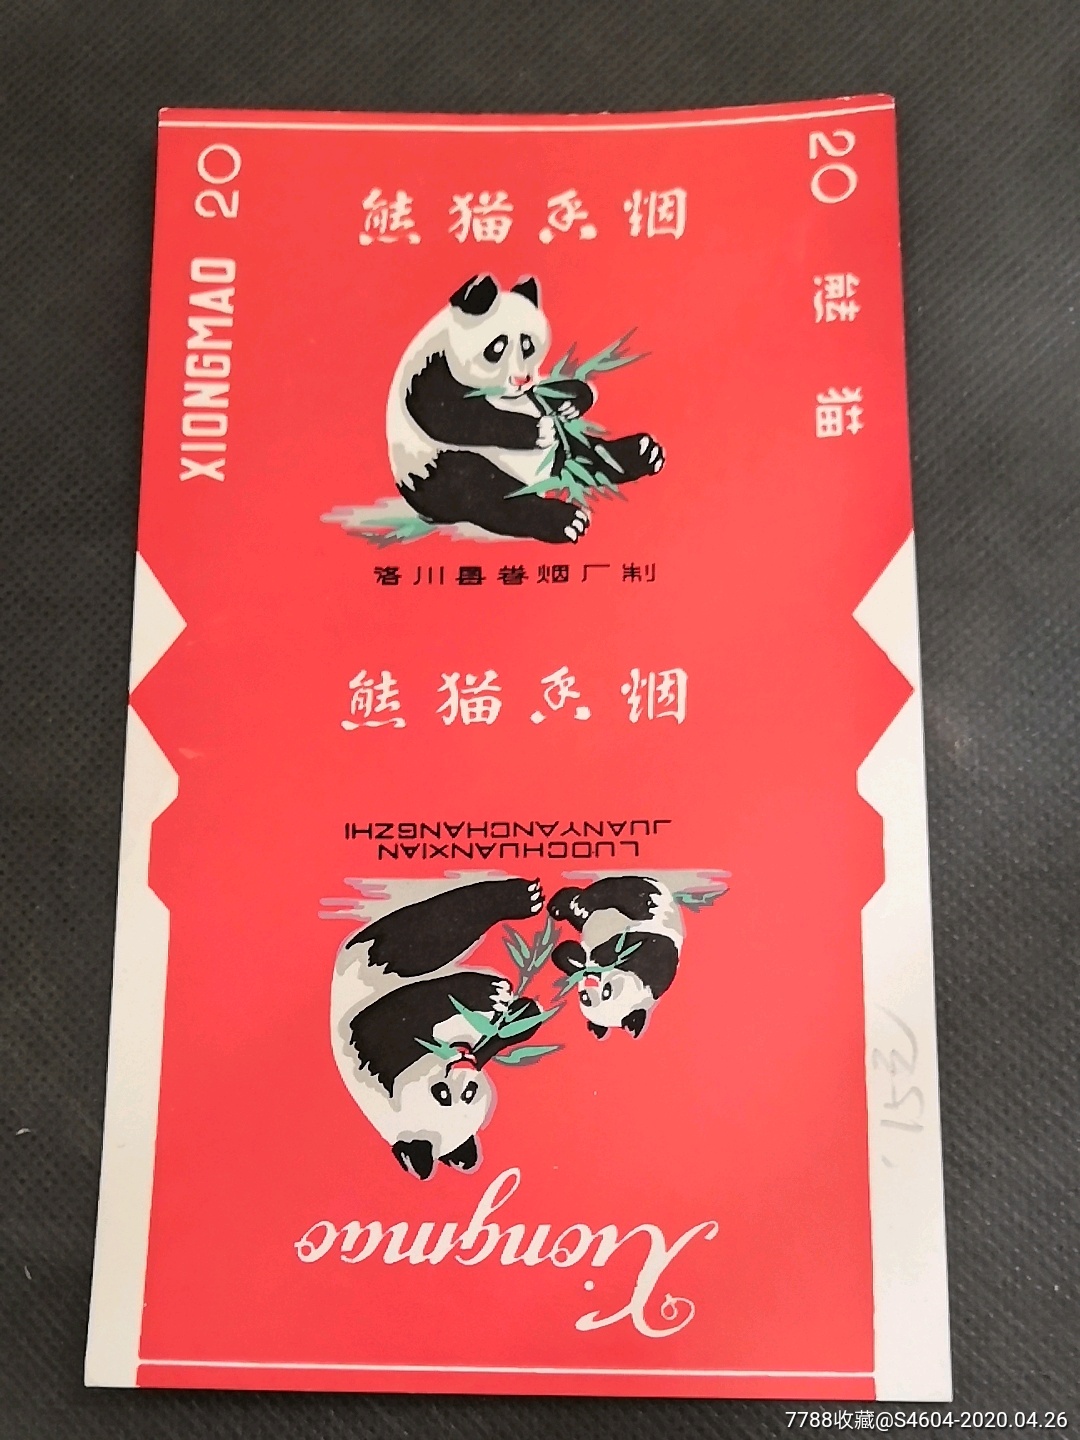 熊猫香烟
XIONGMAO 20
20 熊猫
洛川县卷烟厂制
熊猫香烟
LUOCHUANXIAN
JUANYANCHANGZHI
Xiongmao
7788收藏@S4604-2020.04.26